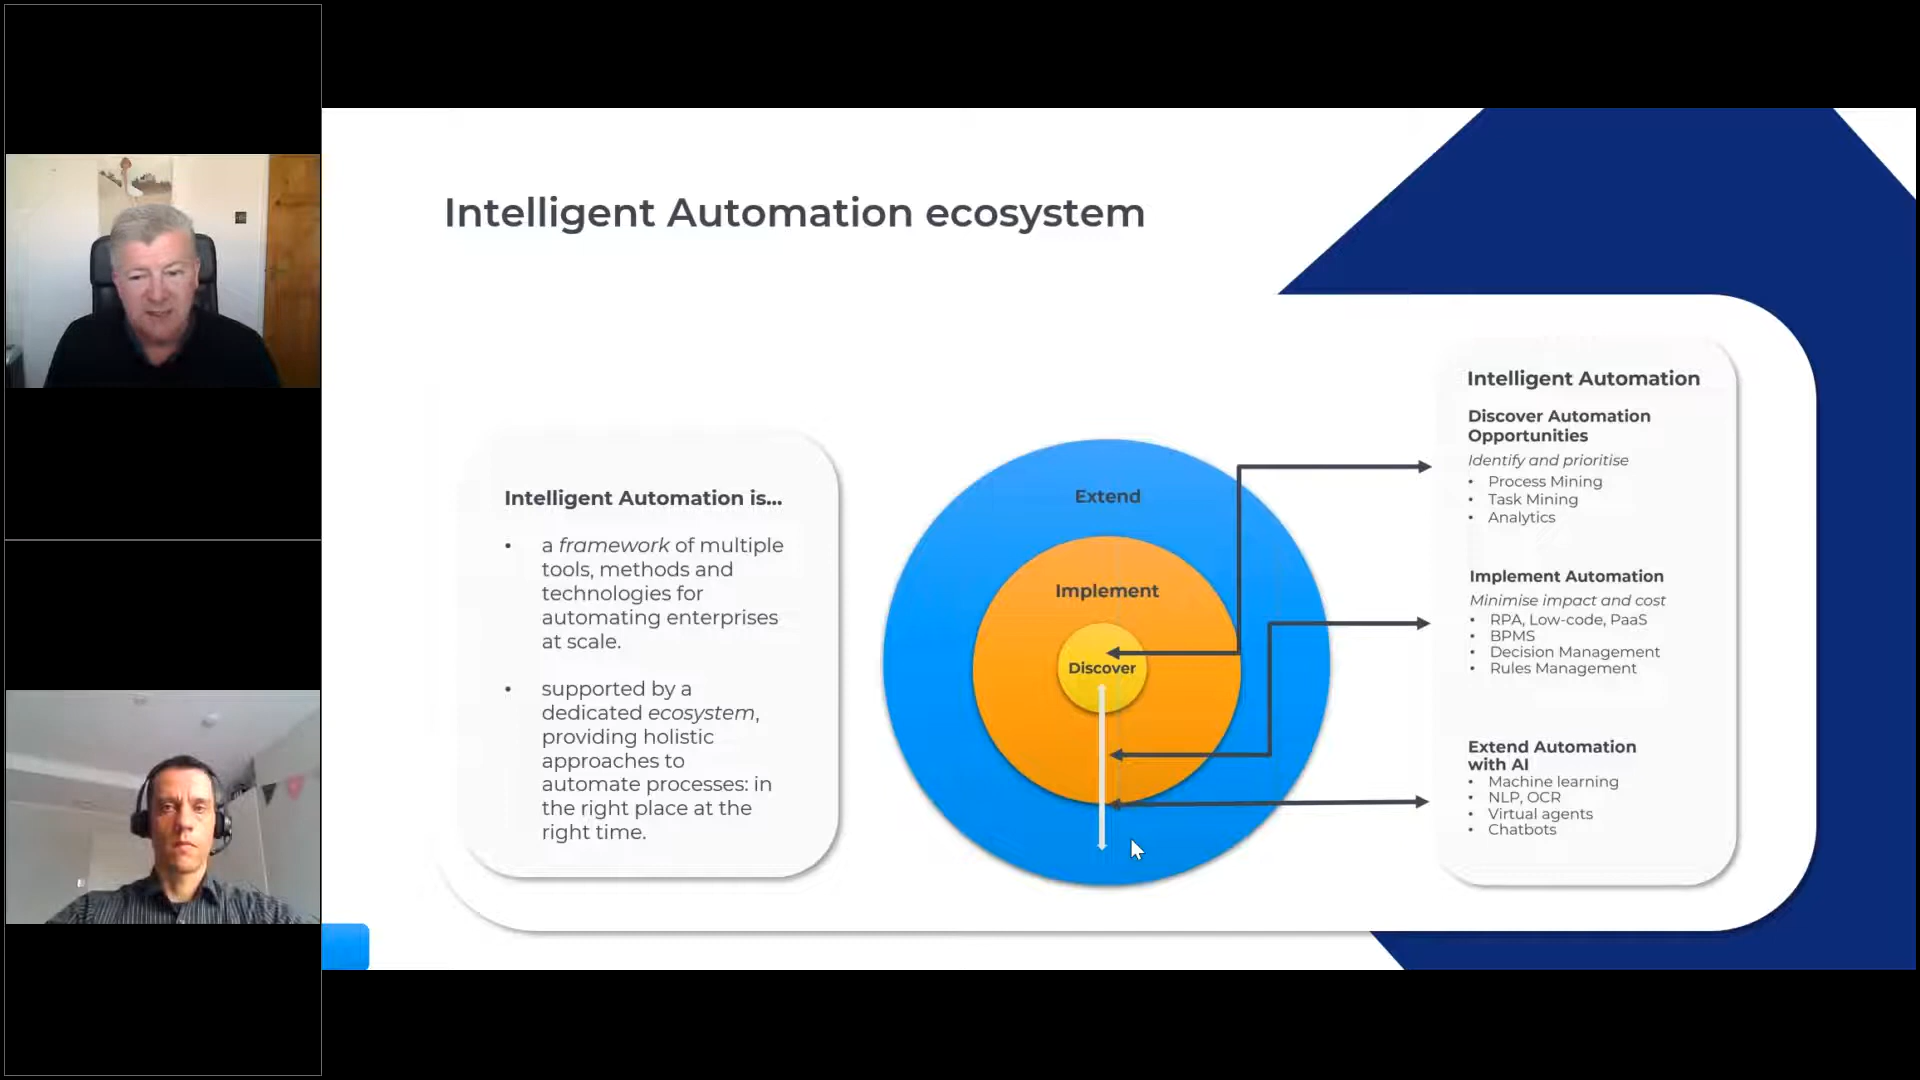 Intelligent Automation ecosystem
Intelligent Automation is...
• a framework of multiple
tools, methods and
technologies for
automating enterprises
at scale.
• supported by a
dedicated ecosystem,
providing holistic
approaches to
automate processes: in
the right place at the
right time.
Extend
Implement
Discover
Intelligent Automation
Discover Automation
Opportunities
Identify and prioritise
• Process Mining
• Task Mining
• Analytics
Implement Automation
Minimise impact and cost
• RPA, Low-code, PaaS
• BPMS
• Decision Management
• Rules Management
Extend Automation
with AI
• Machine learning
• NLP, OCR
• Virtual agents
• Chatbots